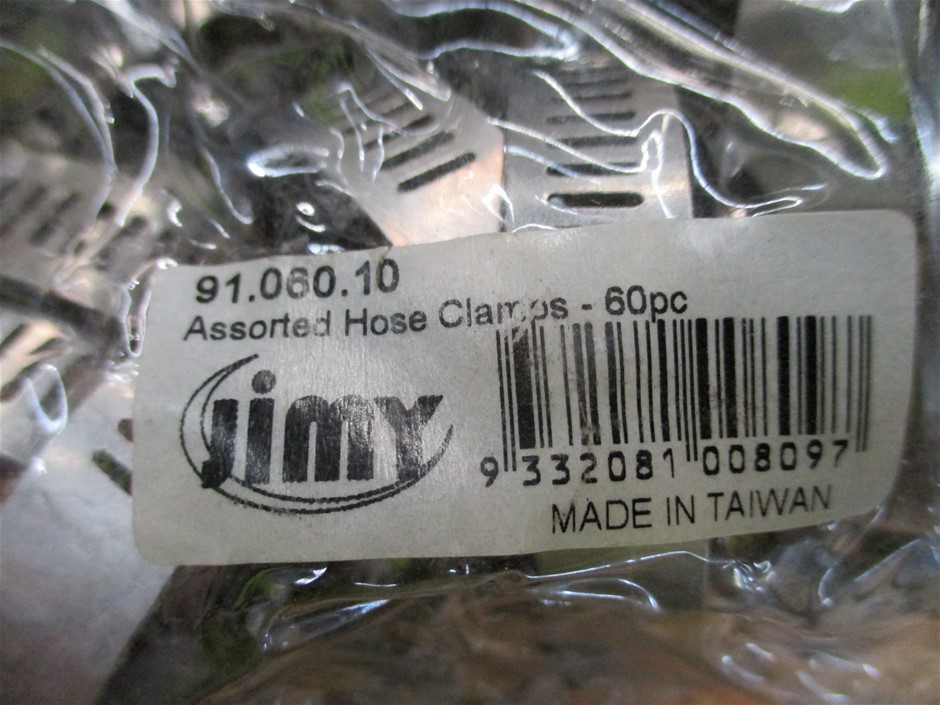 91.060.10
Assorted Hose Clamps - 60pc
Jimy
9 332081 008097
MADE IN TAIWAN